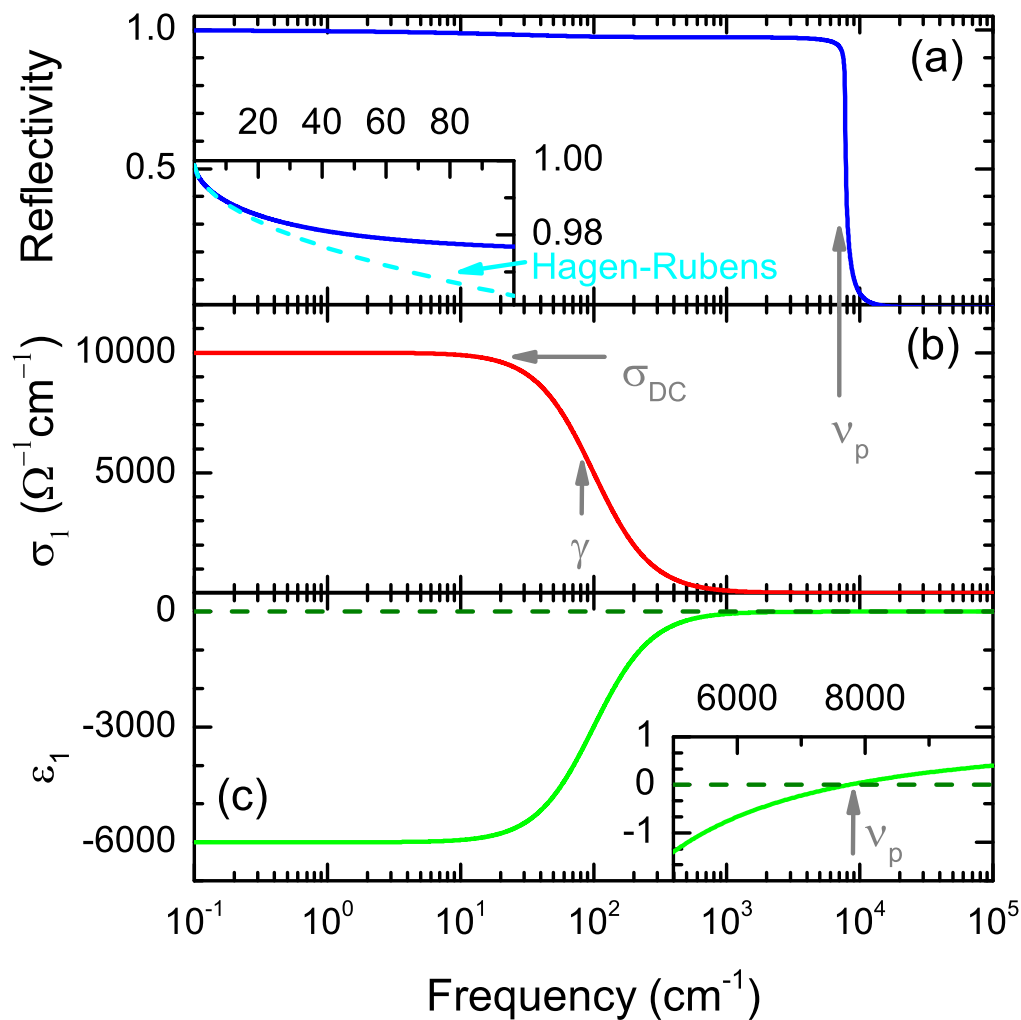 1.0
(a)
Reflectivity
20 40 60 80
1.00
0.5
0.98
Hagen-Rubens
10000
(b)
σDC
σ₁ (Ω⁻¹cm⁻¹)
νp
5000
γ
0
6000 8000
-3000
1
ε₁
(c)
0
-1
νp
-6000
10⁻¹ 10⁰ 10¹ 10² 10³ 10⁴ 10⁵
Frequency (cm⁻¹)